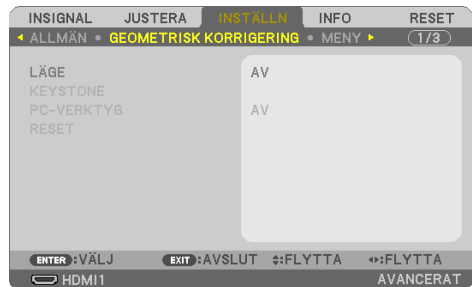 INSIGNAL JUSTERA INSTÄLLN INFO RESET
ALLMÄN • GEOMETRISK KORRIGERING • MENY 1/3
LÄGE AV
KEYSTONE
PC-VERKTYG AV
RESET
ENTER:VÄLJ EXIT:AVSLUT :FLYTTA :FLYTTA
HDMI1 AVANCERAT